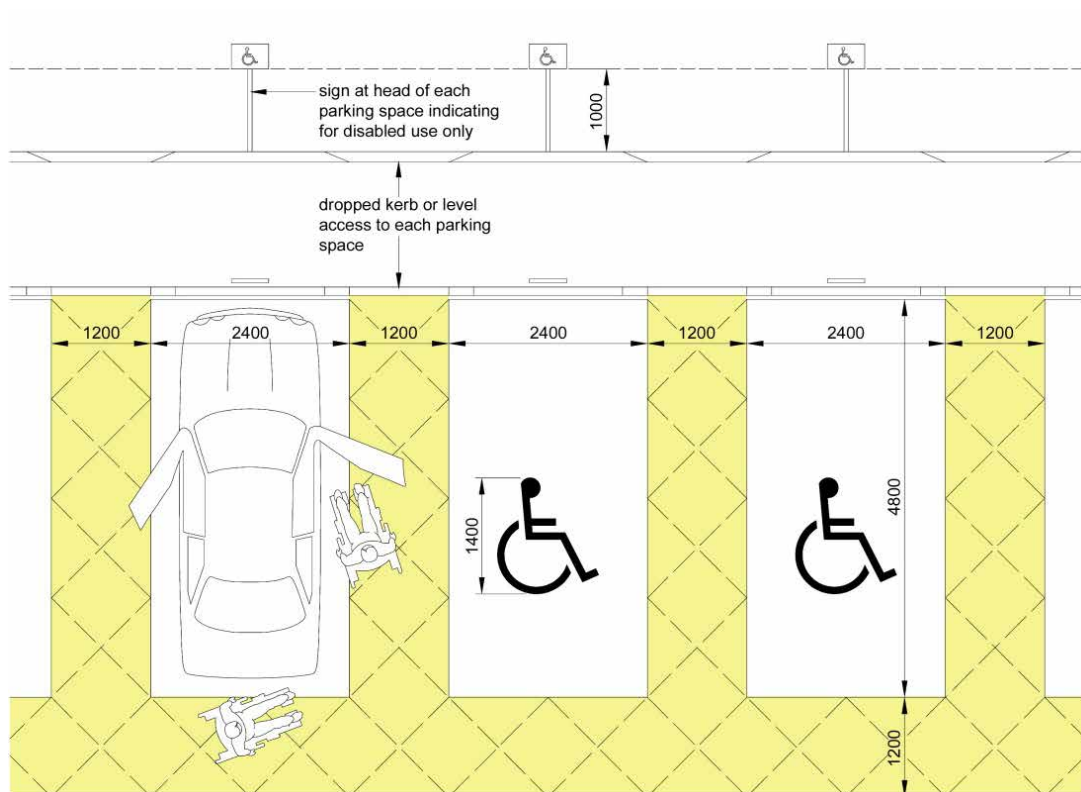 sign at head of each
parking space indicating
for disabled use only
1000
dropped kerb or level
access to each parking
space
1200
2400
1200
2400
1200
2400
1200
1400
4800
1200